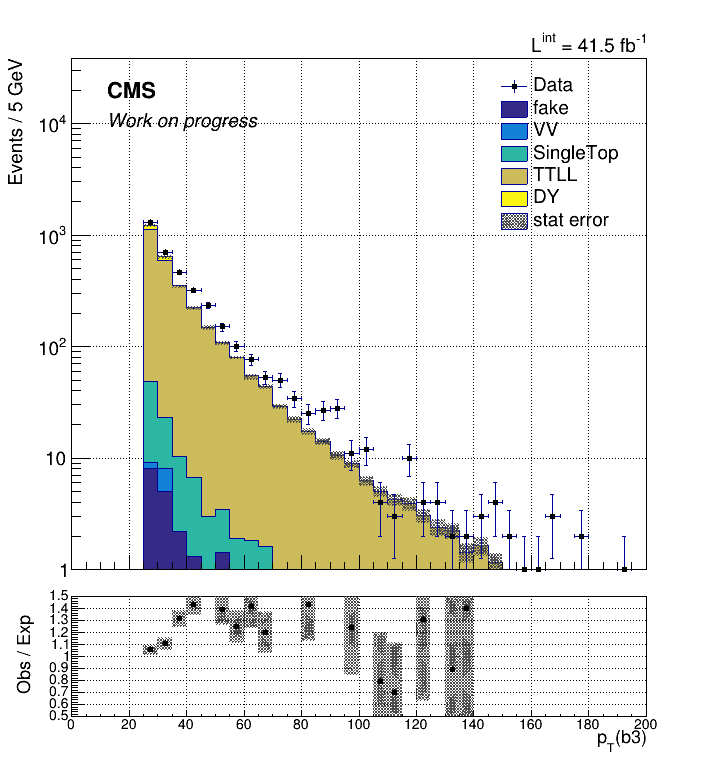 L^int = 41.5 fb^-1
Events / 5 GeV
CMS
Work on progress
Data
fake
VV
SingleTop
TTLL
DY
stat error
10^4
10^3
10^2
10
1
Obs / Exp
1.5
1.4
1.3
1.2
1.1
1
0.9
0.8
0.7
0.6
0.5
0 20 40 60 80 100 120 140 160 180 200
p_T(b3)